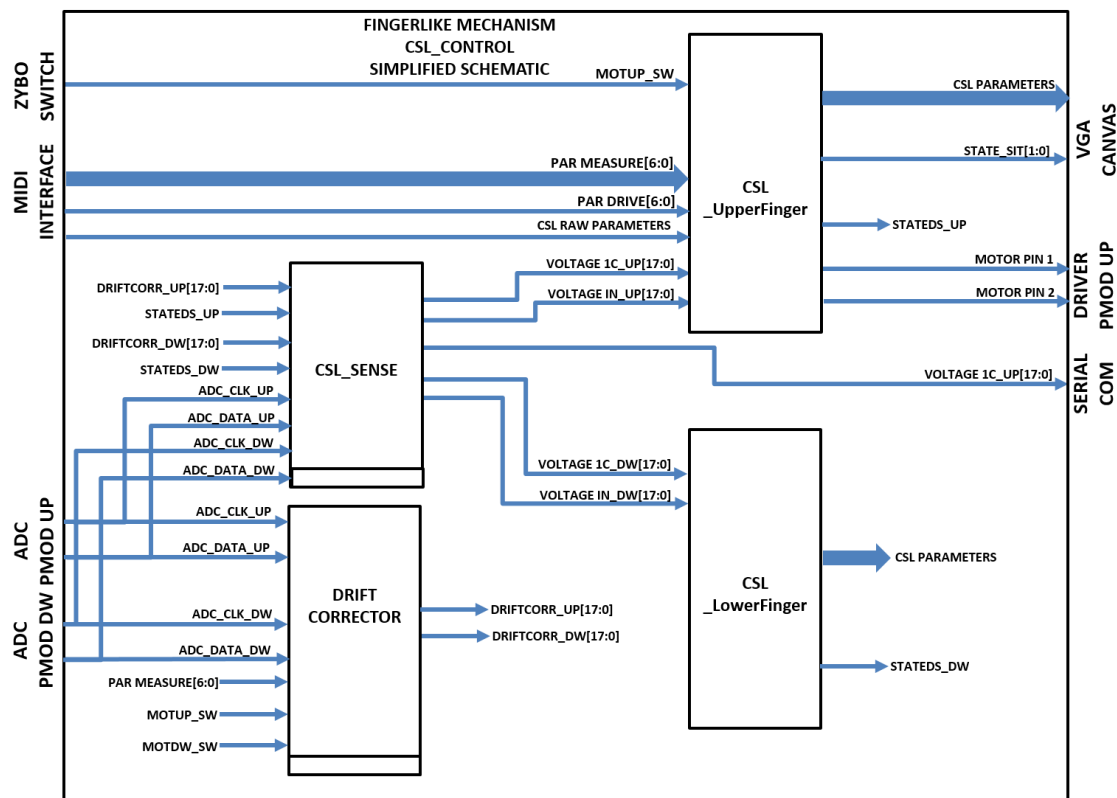 FINGERLIKE MECHANISM
CSL_CONTROL
SIMPLIFIED SCHEMATIC
ZYBO
SWITCH
MOTUP_SW
MIDI
INTERFACE
PAR MEASURE[6:0]
PAR DRIVE[6:0]
CSL RAW PARAMETERS
CSL
_UpperFinger
CSL PARAMETERS
STATE_SIT[1:0]
VGA
CANVAS
STATEDS_UP
MOTOR PIN 1
MOTOR PIN 2
DRIVER
PMOD UP
VOLTAGE 1C_UP[17:0]
VOLTAGE IN_UP[17:0]
DRIFTCORR_UP[17:0]
STATEDS_UP
DRIFTCORR_DW[17:0]
STATEDS_DW
ADC_CLK_UP
ADC_DATA_UP
ADC_CLK_DW
ADC_DATA_DW
CSL_SENSE
VOLTAGE 1C_UP[17:0]
SERIAL
COM
VOLTAGE 1C_DW[17:0]
VOLTAGE IN_DW[17:0]
ADC
PMOD UP
ADC
PMOD DW
ADC_CLK_UP
ADC_DATA_UP
ADC_CLK_DW
ADC_DATA_DW
PAR MEASURE[6:0]
MOTUP_SW
MOTDW_SW
DRIFT
CORRECTOR
DRIFTCORR_UP[17:0]
DRIFTCORR_DW[17:0]
CSL
_LowerFinger
CSL PARAMETERS
STATEDS_DW